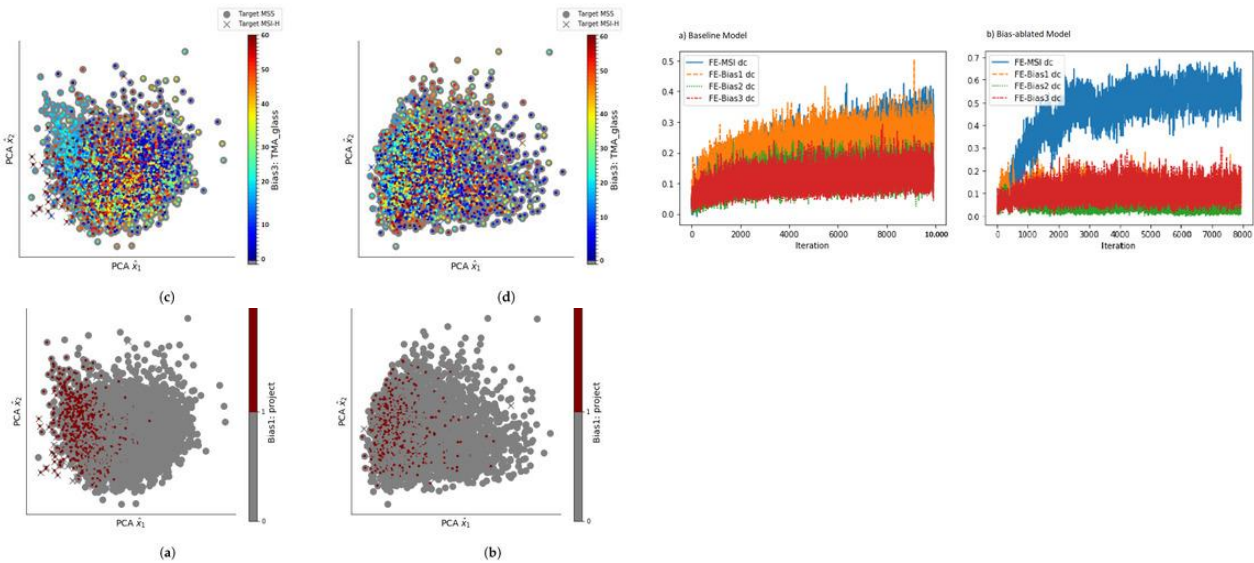 Target MSS
Target MSI-H
60
50
40
30
20
10
0
Bias3: TMA_glass
PCA x̂₂
PCA x̂₁
(c)
Target MSS
Target MSI-H
60
50
40
30
20
10
0
Bias3: TMA_glass
PCA x̂₂
PCA x̂₁
(d)
a) Baseline Model
FE-MSI dc
FE-Bias1 dc
FE-Bias2 dc
FE-Bias3 dc
0.5
0.4
0.3
0.2
0.1
0.0
0 2000 4000 6000 8000 10.000
Iteration
b) Bias-ablated Model
FE-MSI dc
FE-Bias1 dc
FE-Bias2 dc
FE-Bias3 dc
0.7
0.6
0.5
0.4
0.3
0.2
0.1
0.0
0 1000 2000 3000 4000 5000 6000 7000 8000
Iteration
PCA x̂₂
PCA x̂₁
1
0
Bias1: project
(a)
PCA x̂₂
PCA x̂₁
1
0
Bias1: project
(b)